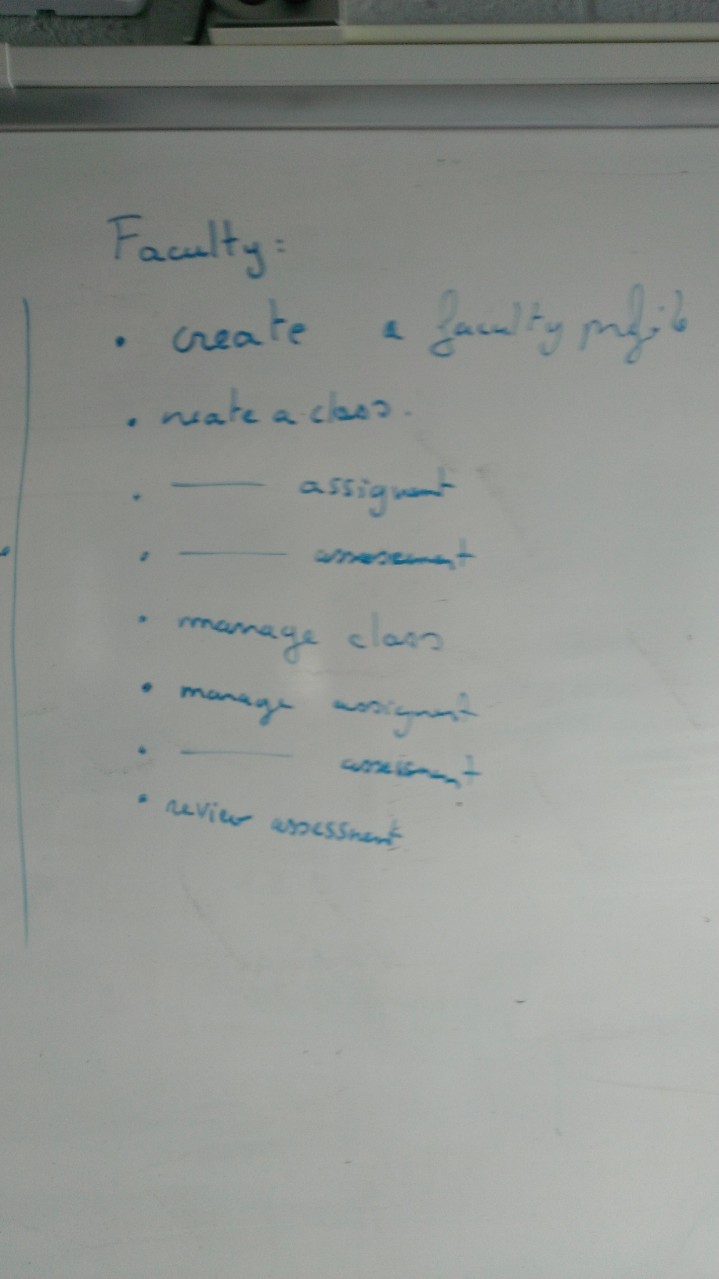 Faculty:
• create a faculty profile
• create a class.
• —— assignment
• —— assessment
• manage class
• manage assignment
• —— assessment
• review assessment